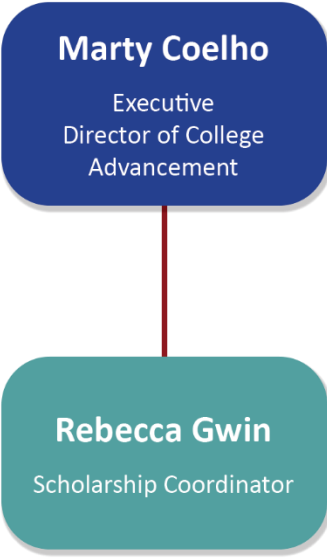 Marty Coelho
Executive
Director of College
Advancement
Rebecca Gwin
Scholarship Coordinator